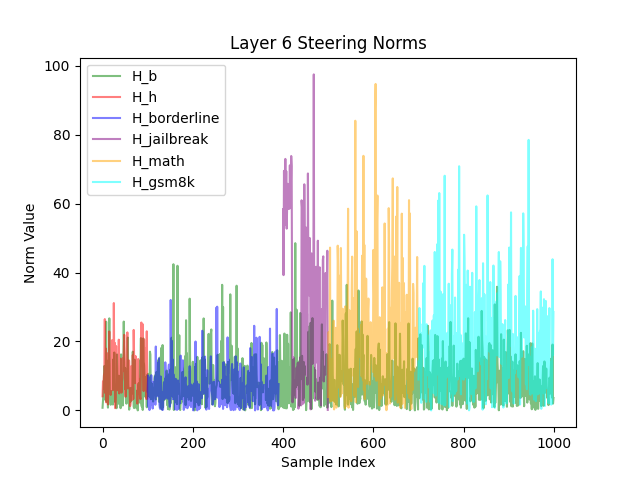 Layer 6 Steering Norms
100
80
60
40
20
0
Norm Value
H_b
H_h
H_borderline
H_jailbreak
H_math
H_gsm8k
0 200 400 600 800 1000
Sample Index